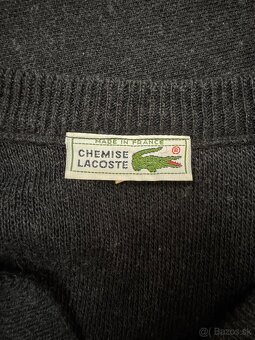 MADE IN FRANCE
CHEMISE
LACOSTE
®
Bazos.sk